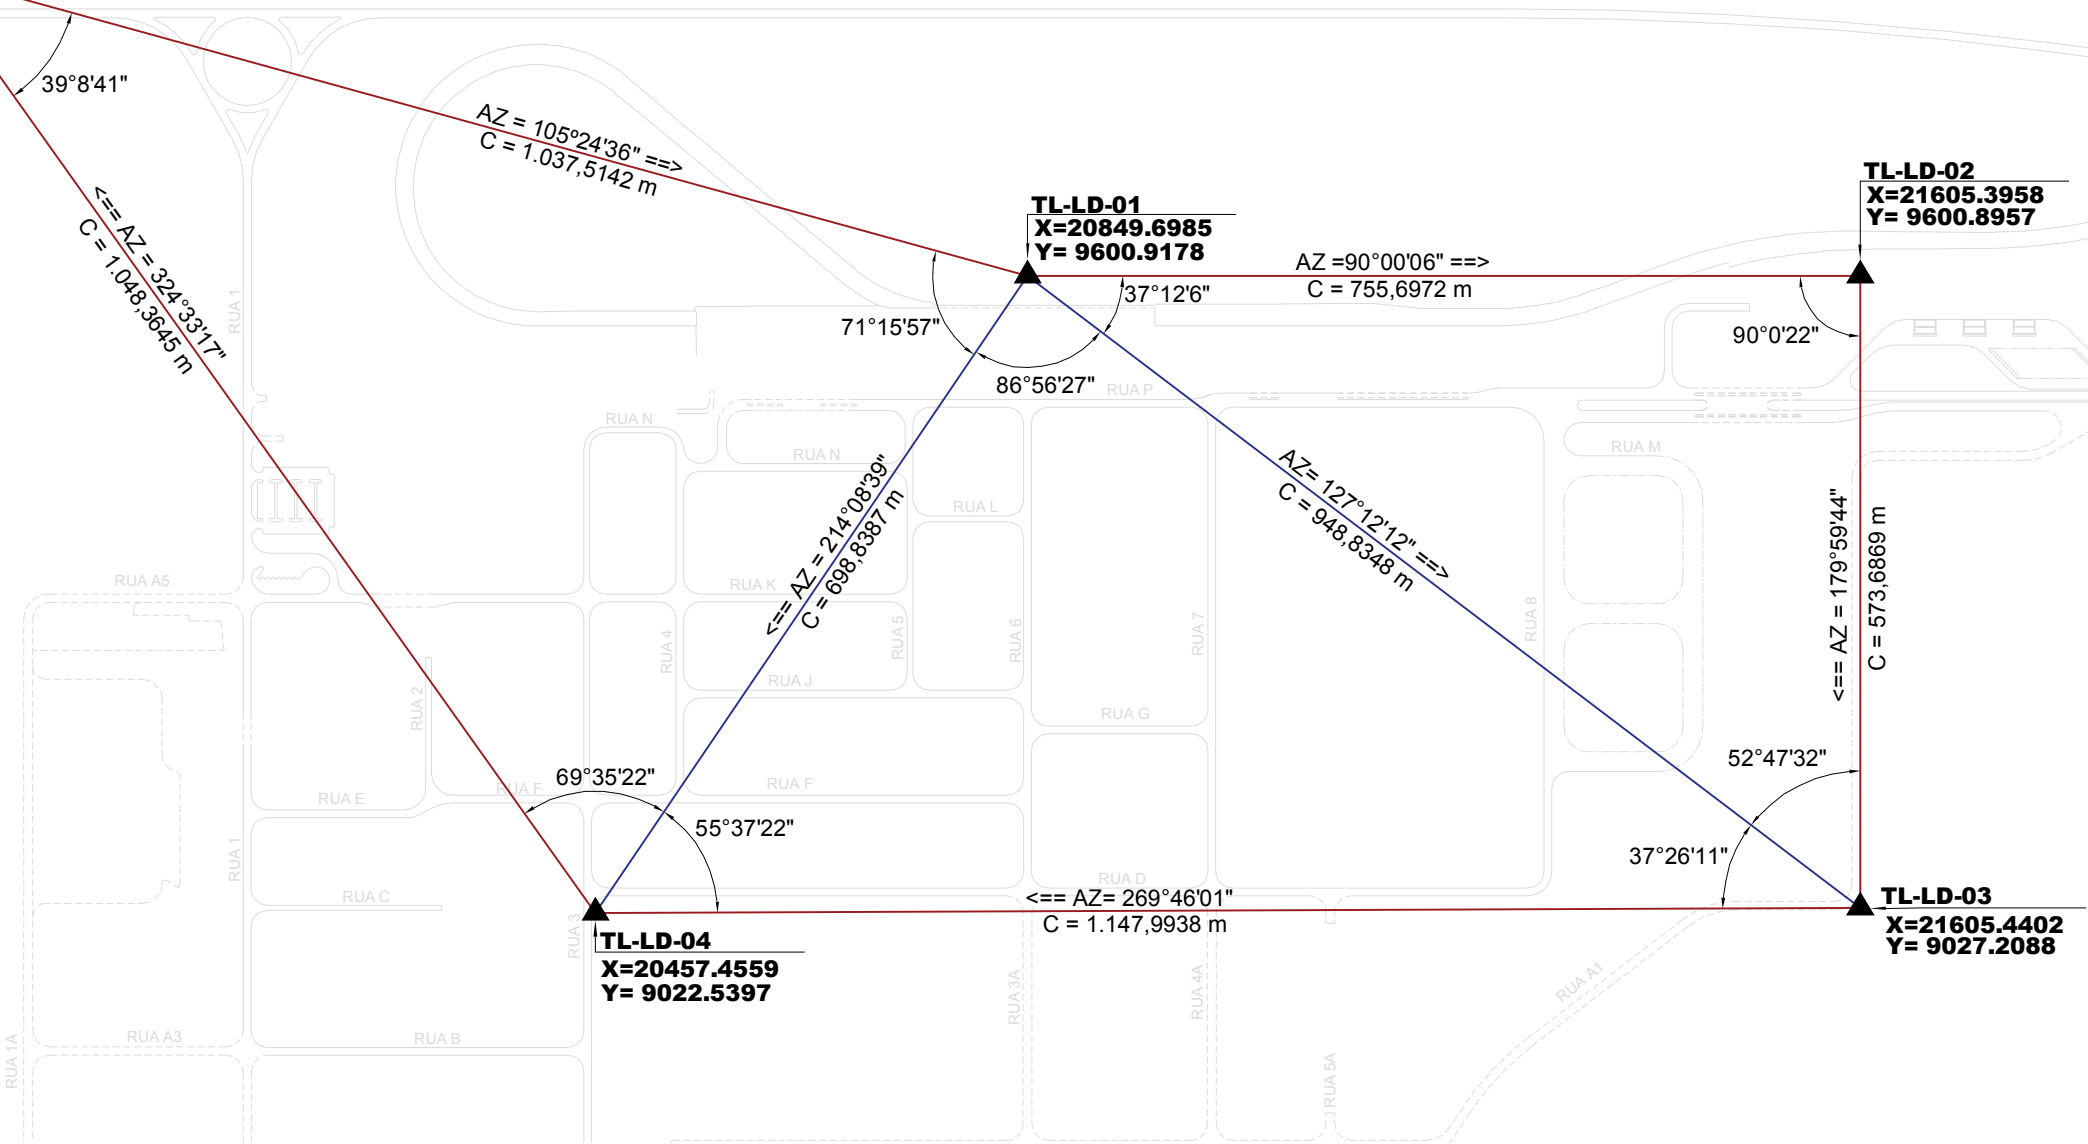 39°8'41"
AZ = 105º24'36" ==>
C = 1.037,5142 m
<== AZ = 324°33'17"
C = 1.048,3645 m
TL-LD-01
X=20849.6985
Y= 9600.9178
TL-LD-02
X=21605.3958
Y= 9600.8957
AZ =90°00'06" ==>
C = 755,6972 m
37°12'6"
71°15'57"
86°56'27"
90°0'22"
RUA 1
RUA P
RUA N
RUA N
RUA M
RUA L
<== AZ = 214°08'39"
C = 698,8387 m
AZ= 127°12'12" ==>
C = 948,8348 m
<== AZ = 179°59'44"
C = 573,6869 m
RUA A5
RUA K
RUA 4
RUA 5
RUA 6
RUA 7
RUA 8
RUA J
RUA 2
RUA G
52°47'32"
69°35'22"
RUA F
RUA F
RUA E
55°37'22"
37°26'11"
RUA 1
RUA D
RUA C
<== AZ= 269°46'01"
C = 1.147,9938 m
TL-LD-03
X=21605.4402
Y= 9027.2088
RUA 3
TL-LD-04
X=20457.4559
Y= 9022.5397
RUA 3A
RUA 4A
RUA A1
RUA 1A
RUA A3
RUA B
RUA 5A